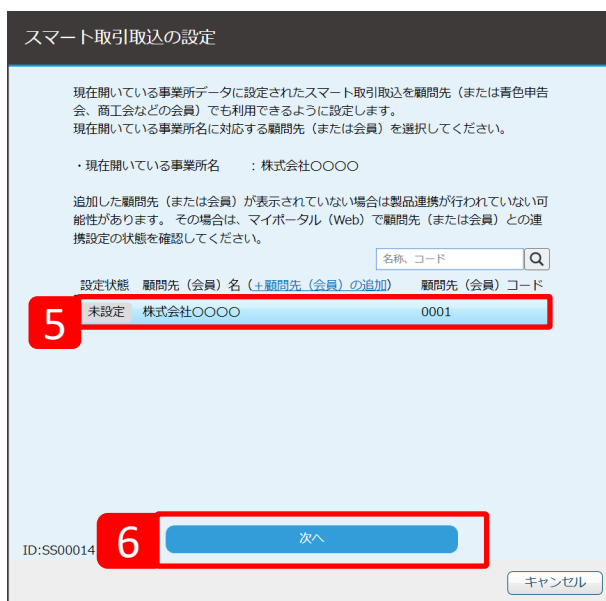 スマート取引取込の設定
現在開いている事業所データに設定されたスマート取引取込を顧問先（または青色申告
会、商工会などの会員）でも利用できるように設定します。
現在開いている事業所名に対応する顧問先（または会員）を選択してください。
・現在開いている事業所名　：株式会社〇〇〇〇
追加した顧問先（または会員）が表示されていない場合は製品連携が行われていない可
能性があります。 その場合は、マイポータル（Web）で顧問先（または会員）との連
携設定の状態を確認してください。
名称、コード
設定状態 顧問先（会員）名（+顧問先（会員）の追加） 顧問先（会員）コード
5 未設定 株式会社〇〇〇〇 0001
6 次へ
ID:SS00014
キャンセル